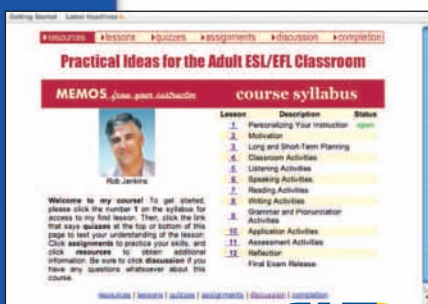 Getting Started Latest Headlines
resources lessons quizzes assignments discussion completion
Practical Ideas for the Adult ESL/EFL Classroom
MEMOS from your instructor
course syllabus
Rob Jenkins
Welcome to my course! To get started,
please click the number 1 on the syllabus for
access to my first lesson. Then, click the link
that says quizzes at the top or bottom of this
page to test your understanding of the lesson.
Click assignments to practice your skills, and
click resources to obtain additional
information. Be sure to click discussion if you
have any questions whatsoever about this
course.
Lesson Description Status
1 Personalizing Your Instruction open
2 Motivation
3 Long and Short-Term Planning
4 Classroom Activities
5 Listening Activities
6 Speaking Activities
7 Reading Activities
8 Writing Activities
9 Grammar and Pronunciation
Activities
10 Application Activities
11 Assessment Activities
12 Reflection
Final Exam Release
resources | lessons | quizzes | assignments | discussion | completion